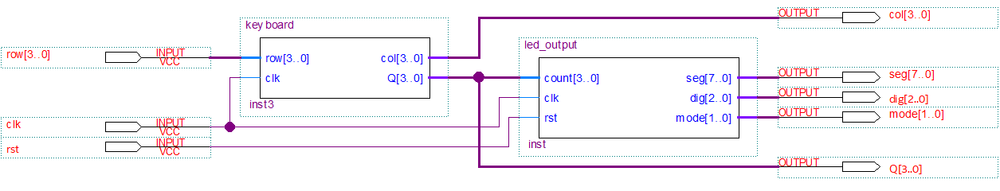 OUTPUT col[3..0]
keyboard
led_output
row[3..0] INPUT
VCC
row[3..0] col[3..0]
clk Q[3..0]
inst3
count[3..0] seg[7..0]
clk dig[2..0]
rst mode[1..0]
inst
OUTPUT seg[7..0]
OUTPUT dig[2..0]
OUTPUT mode[1..0]
clk INPUT
VCC
rst INPUT
VCC
OUTPUT Q[3..0]